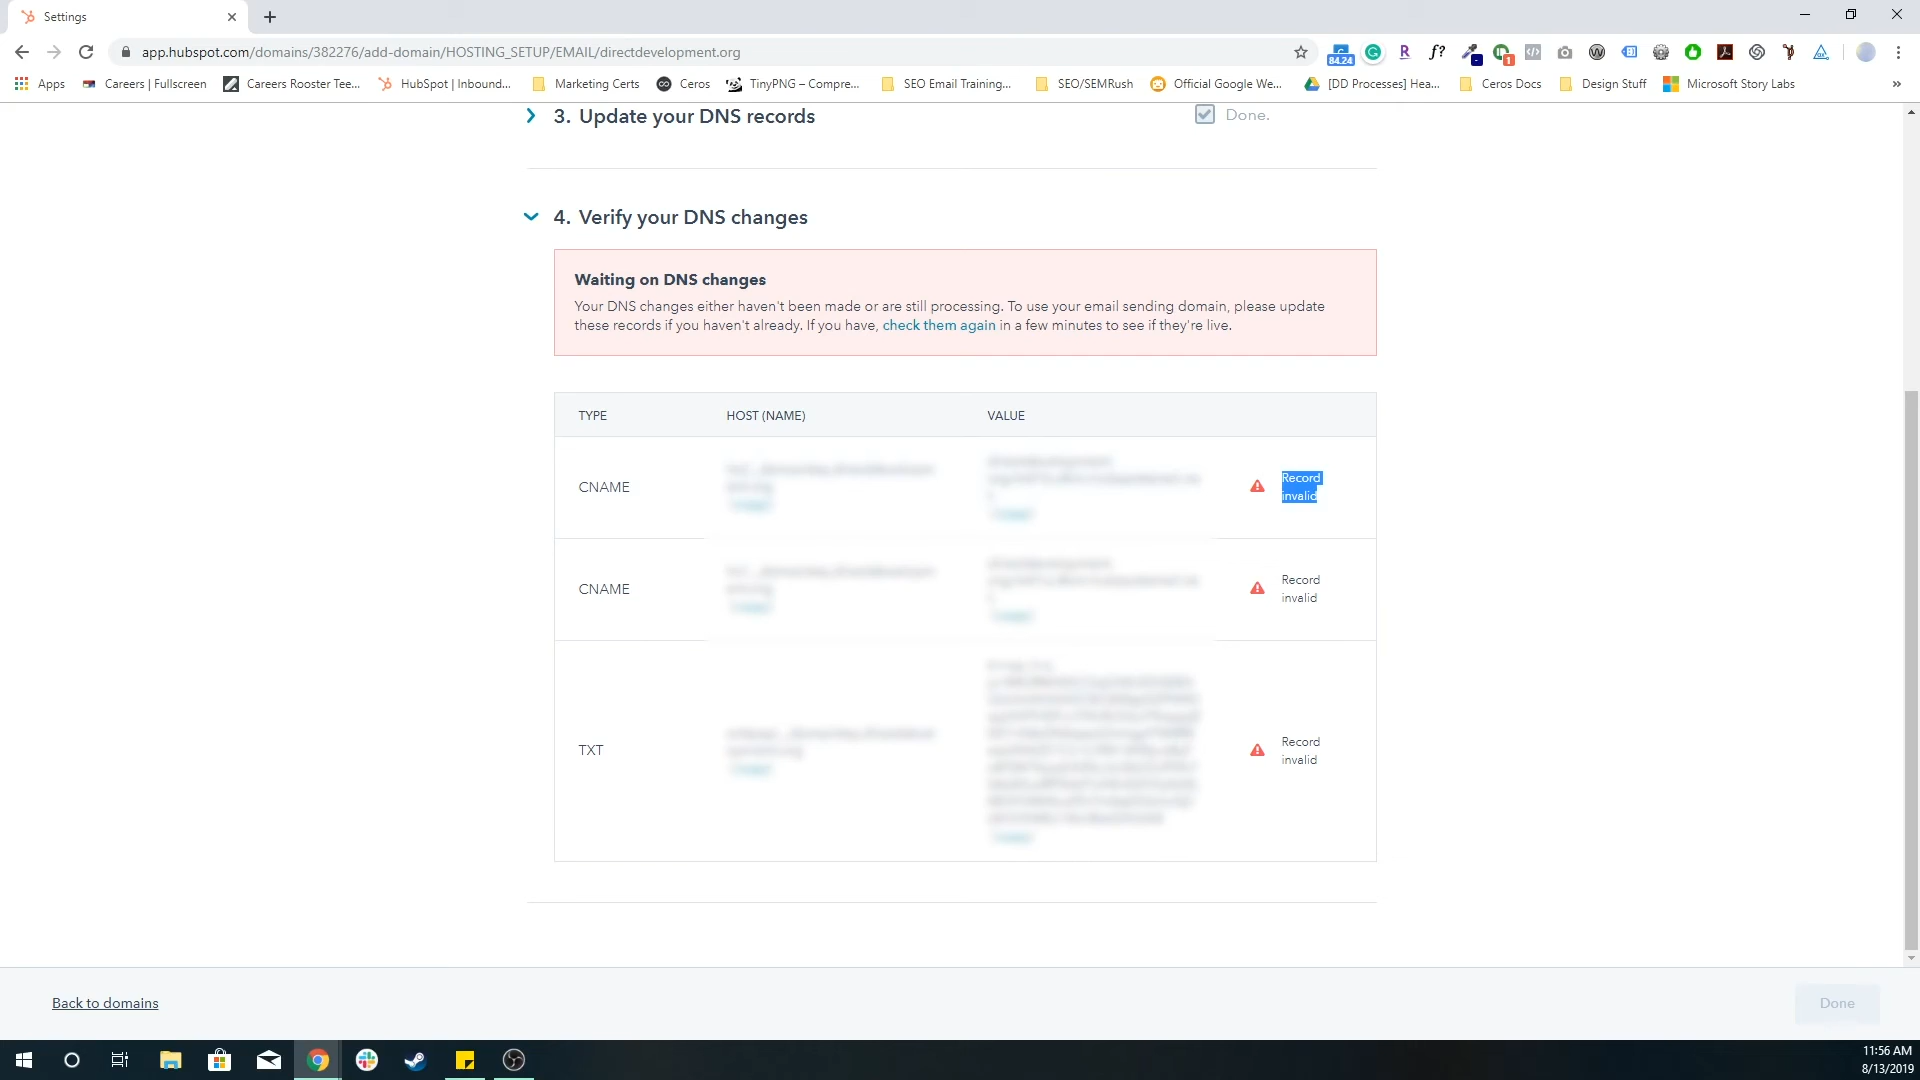 Settings
app.hubspot.com/domains/382276/add-domain/HOSTING_SETUP/EMAIL/directdevelopment.org
84.24
R
f?
1
Apps
Careers | Fullscreen
Careers Rooster Tee...
HubSpot | Inbound...
Marketing Certs
Ceros
TinyPNG – Compre...
SEO Email Training...
SEO/SEMRush
Official Google We...
[DD Processes] Hea...
Ceros Docs
Design Stuff
Microsoft Story Labs
»
3. Update your DNS records
Done.
4. Verify your DNS changes
Waiting on DNS changes
Your DNS changes either haven't been made or are still processing. To use your email sending domain, please update
these records if you haven't already. If you have, check them again in a few minutes to see if they're live.
TYPE HOST (NAME) VALUE
CNAME
Record
invalid
CNAME
Record
invalid
TXT
Record
invalid
Back to domains
Done
11:56 AM
8/13/2019